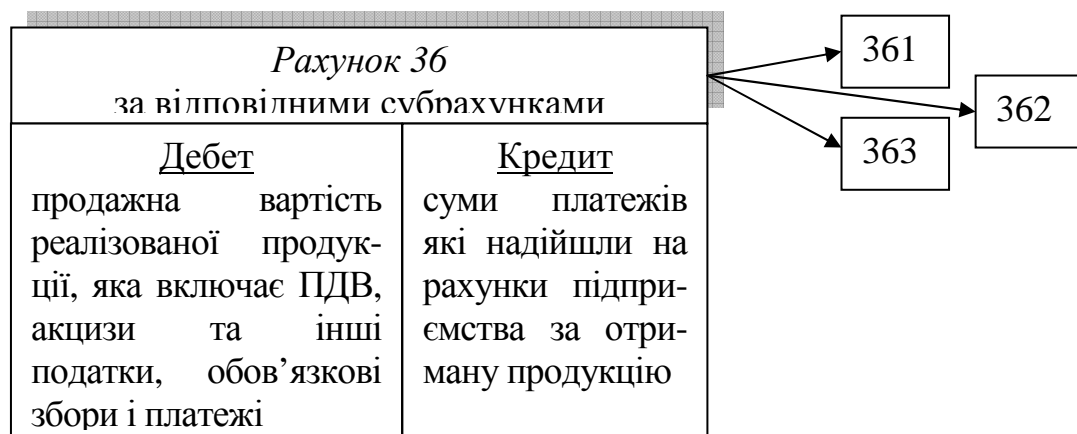 Рахунок 36
за відповідними субрахунками
361
362
363
Дебет
продажна вартість
реалізованої продук-
ції, яка включає ПДВ,
акцизи та інші
податки, обов’язкові
збори і платежі
Кредит
суми платежів
які надійшли на
рахунки підпри-
ємства за отри-
ману продукцію